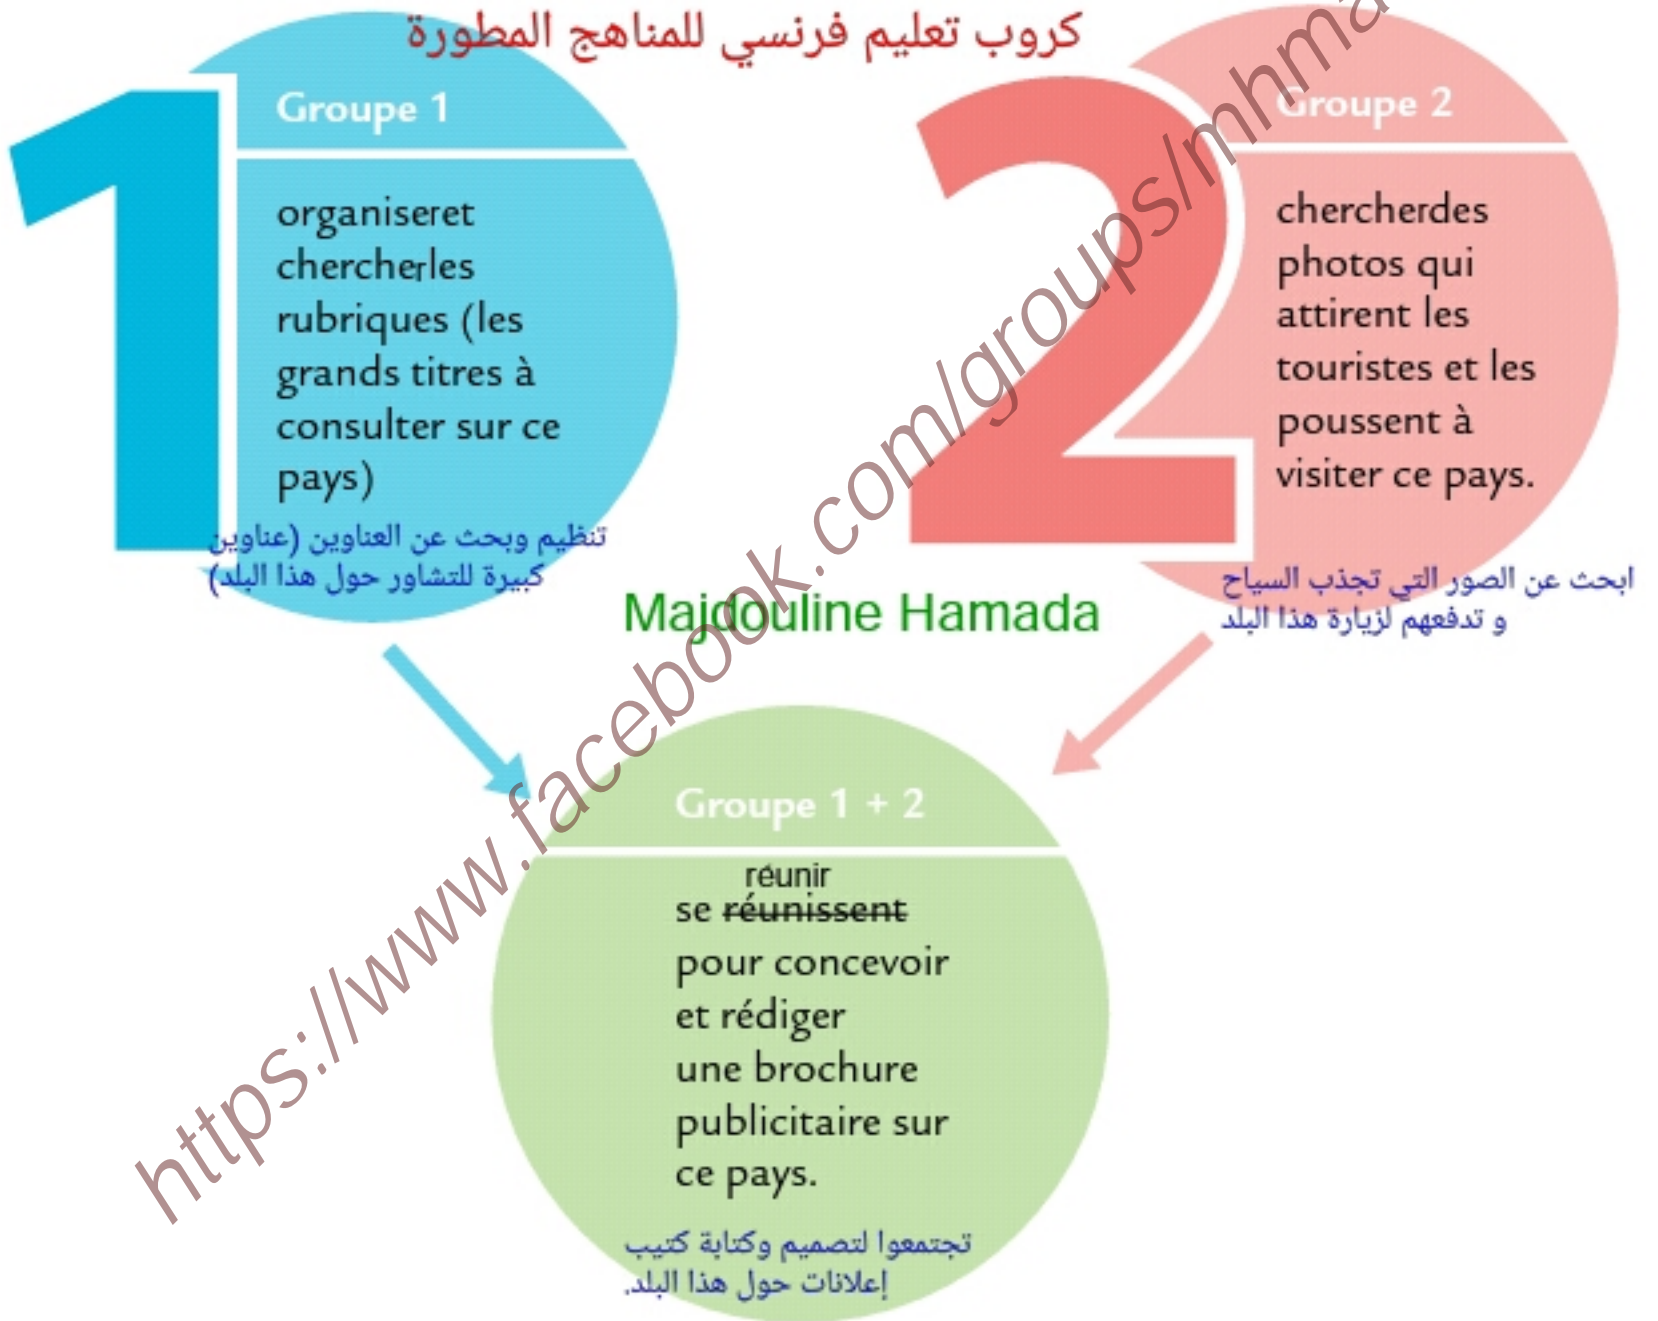 كروب تعليم فرنسي للمناهج المطورة
Groupe 1
organiseret
chercherles
rubriques (les
grands titres à
consulter sur ce
pays)
تنظيم وبحث عن العناوين (عناوين
كبيرة للتشاور حول هذا البلد)
Groupe 2
chercherdes
photos qui
attirent les
touristes et les
poussent à
visiter ce pays.
ابحث عن الصور التي تجذب السياح
و تدفعهم لزيارة هذا البلد
Majdouline Hamada
Groupe 1 + 2
réunir
se réunissent
pour concevoir
et rédiger
une brochure
publicitaire sur
ce pays.
تجتمعوا لتصميم وكتابة كتيب
إعلانات حول هذا البلد.
https://www.facebook.com/groups/mhma